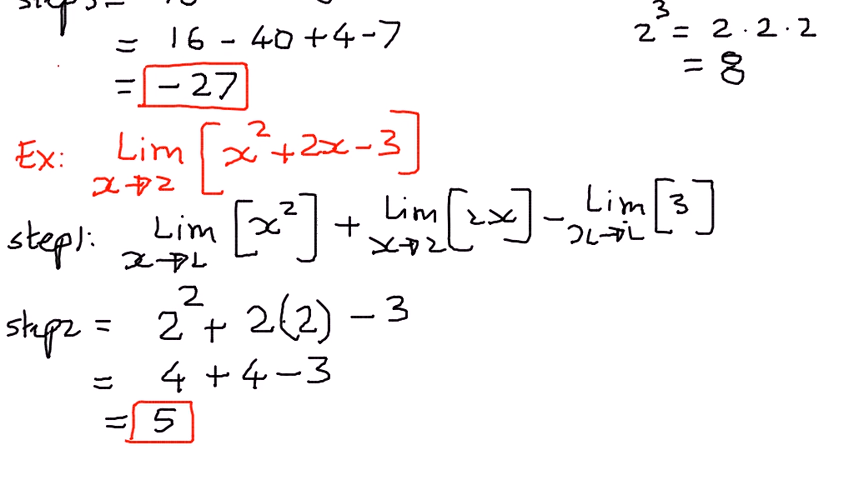 = 16 - 40 + 4 - 7
= -27
2³ = 2 · 2 · 2
= 8
Ex: Lim x→2 [x² + 2x - 3]
step1: Lim x→2 [x²] + Lim x→2 [2x] - Lim x→2 [3]
step2 = 2² + 2(2) - 3
= 4 + 4 - 3
= 5